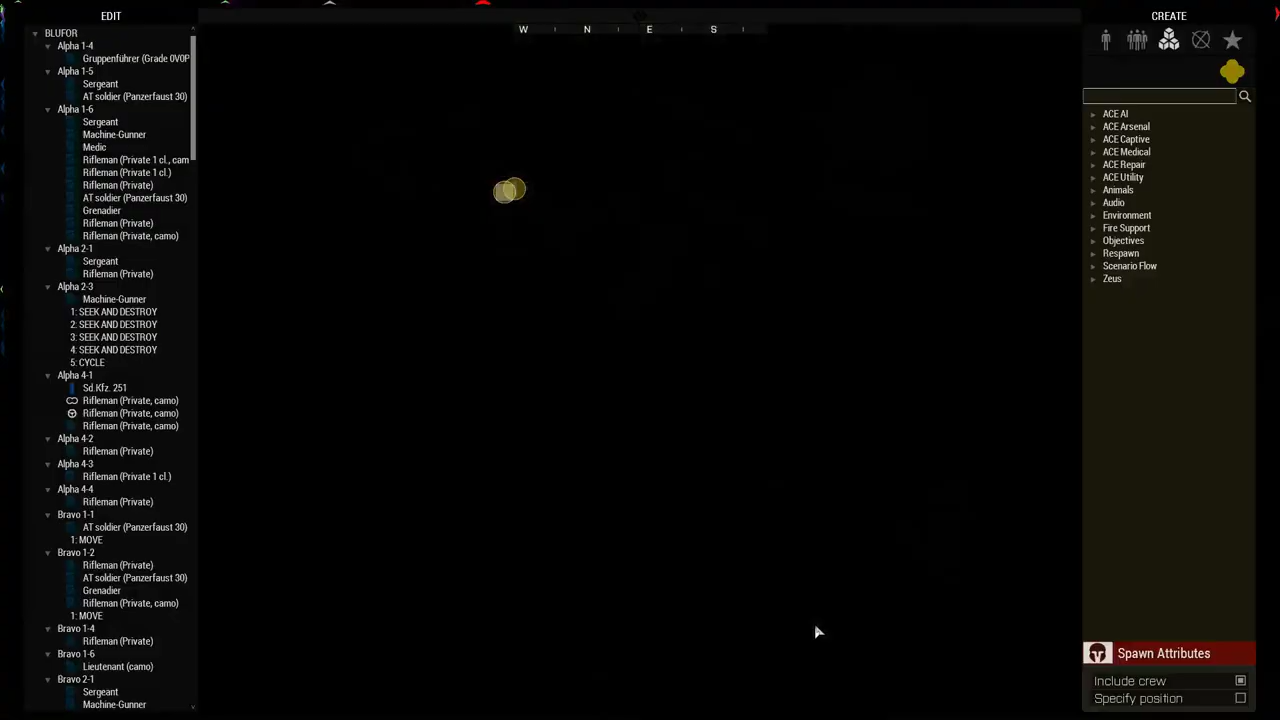 EDIT
BLUFOR
Alpha 1-4
Gruppenführer (Grade 0V0P
Alpha 1-5
Sergeant
AT soldier (Panzerfaust 30)
Alpha 1-6
Sergeant
Machine-Gunner
Medic
Rifleman (Private 1 cl., cam
Rifleman (Private 1 cl.)
Rifleman (Private)
AT soldier (Panzerfaust 30)
Grenadier
Rifleman (Private)
Rifleman (Private, camo)
Alpha 2-1
Sergeant
Rifleman (Private)
Alpha 2-3
Machine-Gunner
1: SEEK AND DESTROY
2: SEEK AND DESTROY
3: SEEK AND DESTROY
4: SEEK AND DESTROY
5: CYCLE
Alpha 4-1
Sd.Kfz. 251
Rifleman (Private, camo)
Rifleman (Private, camo)
Rifleman (Private, camo)
Alpha 4-2
Rifleman (Private)
Alpha 4-3
Rifleman (Private 1 cl.)
Alpha 4-4
Rifleman (Private)
Bravo 1-1
AT soldier (Panzerfaust 30)
1: MOVE
Bravo 1-2
Rifleman (Private)
AT soldier (Panzerfaust 30)
Grenadier
Rifleman (Private, camo)
1: MOVE
Bravo 1-4
Rifleman (Private)
Bravo 1-6
Lieutenant (camo)
Bravo 2-1
Sergeant
Machine-Gunner
W N E S
CREATE
ACE AI
ACE Arsenal
ACE Captive
ACE Medical
ACE Repair
ACE Utility
Animals
Audio
Environment
Fire Support
Objectives
Respawn
Scenario Flow
Zeus
Spawn Attributes
Include crew
Specify position